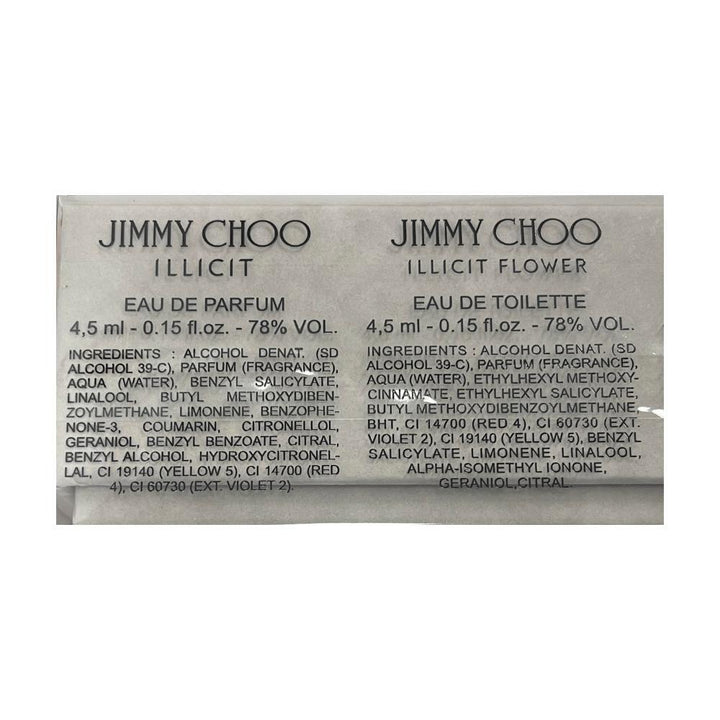 JIMMY CHOO
ILLICIT
EAU DE PARFUM
4,5 ml - 0.15 fl.oz. - 78% VOL.
INGREDIENTS : ALCOHOL DENAT. (SD
ALCOHOL 39-C), PARFUM (FRAGRANCE),
AQUA (WATER), BENZYL SALICYLATE,
LINALOOL, BUTYL METHOXYDIBEN-
ZOYLMETHANE, LIMONENE, BENZOPHE-
NONE-3, COUMARIN, CITRONELLOL,
GERANIOL, BENZYL BENZOATE, CITRAL,
BENZYL ALCOHOL, HYDROXYCITRONEL-
LAL, CI 19140 (YELLOW 5), CI 14700 (RED
4), CI 60730 (EXT. VIOLET 2).
JIMMY CHOO
ILLICIT FLOWER
EAU DE TOILETTE
4,5 ml - 0.15 fl.oz. - 78% VOL.
INGREDIENTS : ALCOHOL DENAT. (SD
ALCOHOL 39-C), PARFUM (FRAGRANCE),
AQUA (WATER), ETHYLHEXYL METHOXY-
CINNAMATE, ETHYLHEXYL SALICYLATE,
BUTYL METHOXYDIBENZOYLMETHANE,
BHT, CI 14700 (RED 4), CI 60730 (EXT.
VIOLET 2), CI 19140 (YELLOW 5), BENZYL
SALICYLATE, LIMONENE, LINALOOL,
ALPHA-ISOMETHYL IONONE,
GERANIOL,CITRAL.